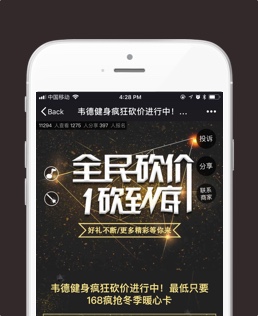 中国移动 4:28 PM
Back 韦德健身疯狂砍价进行中！...
11294 人查看 1275 人分享 397 人报名
投诉
分享
联系
商家
全民砍价
1砍到底
好礼不断/更多精彩等你来
韦德健身疯狂砍价进行中！最低只要
168疯抢冬季暖心卡